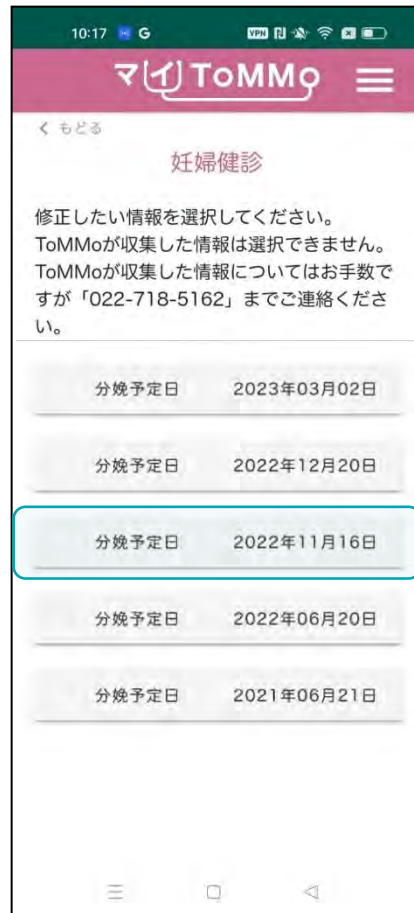 10:17 G VPN
マイToMMo
もどる
妊婦健診
修正したい情報を選択してください。
ToMMoが収集した情報は選択できません。
ToMMoが収集した情報についてはお手数で
すが「022-718-5162」までご連絡くださ
い。
分娩予定日 2023年03月02日
分娩予定日 2022年12月20日
分娩予定日 2022年11月16日
分娩予定日 2022年06月20日
分娩予定日 2021年06月21日